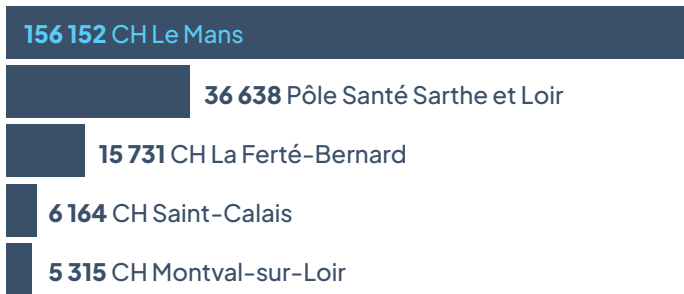 156 152 CH Le Mans
36 638 Pôle Santé Sarthe et Loir
15 731 CH La Ferté-Bernard
6 164 CH Saint-Calais
5 315 CH Montval-sur-Loir